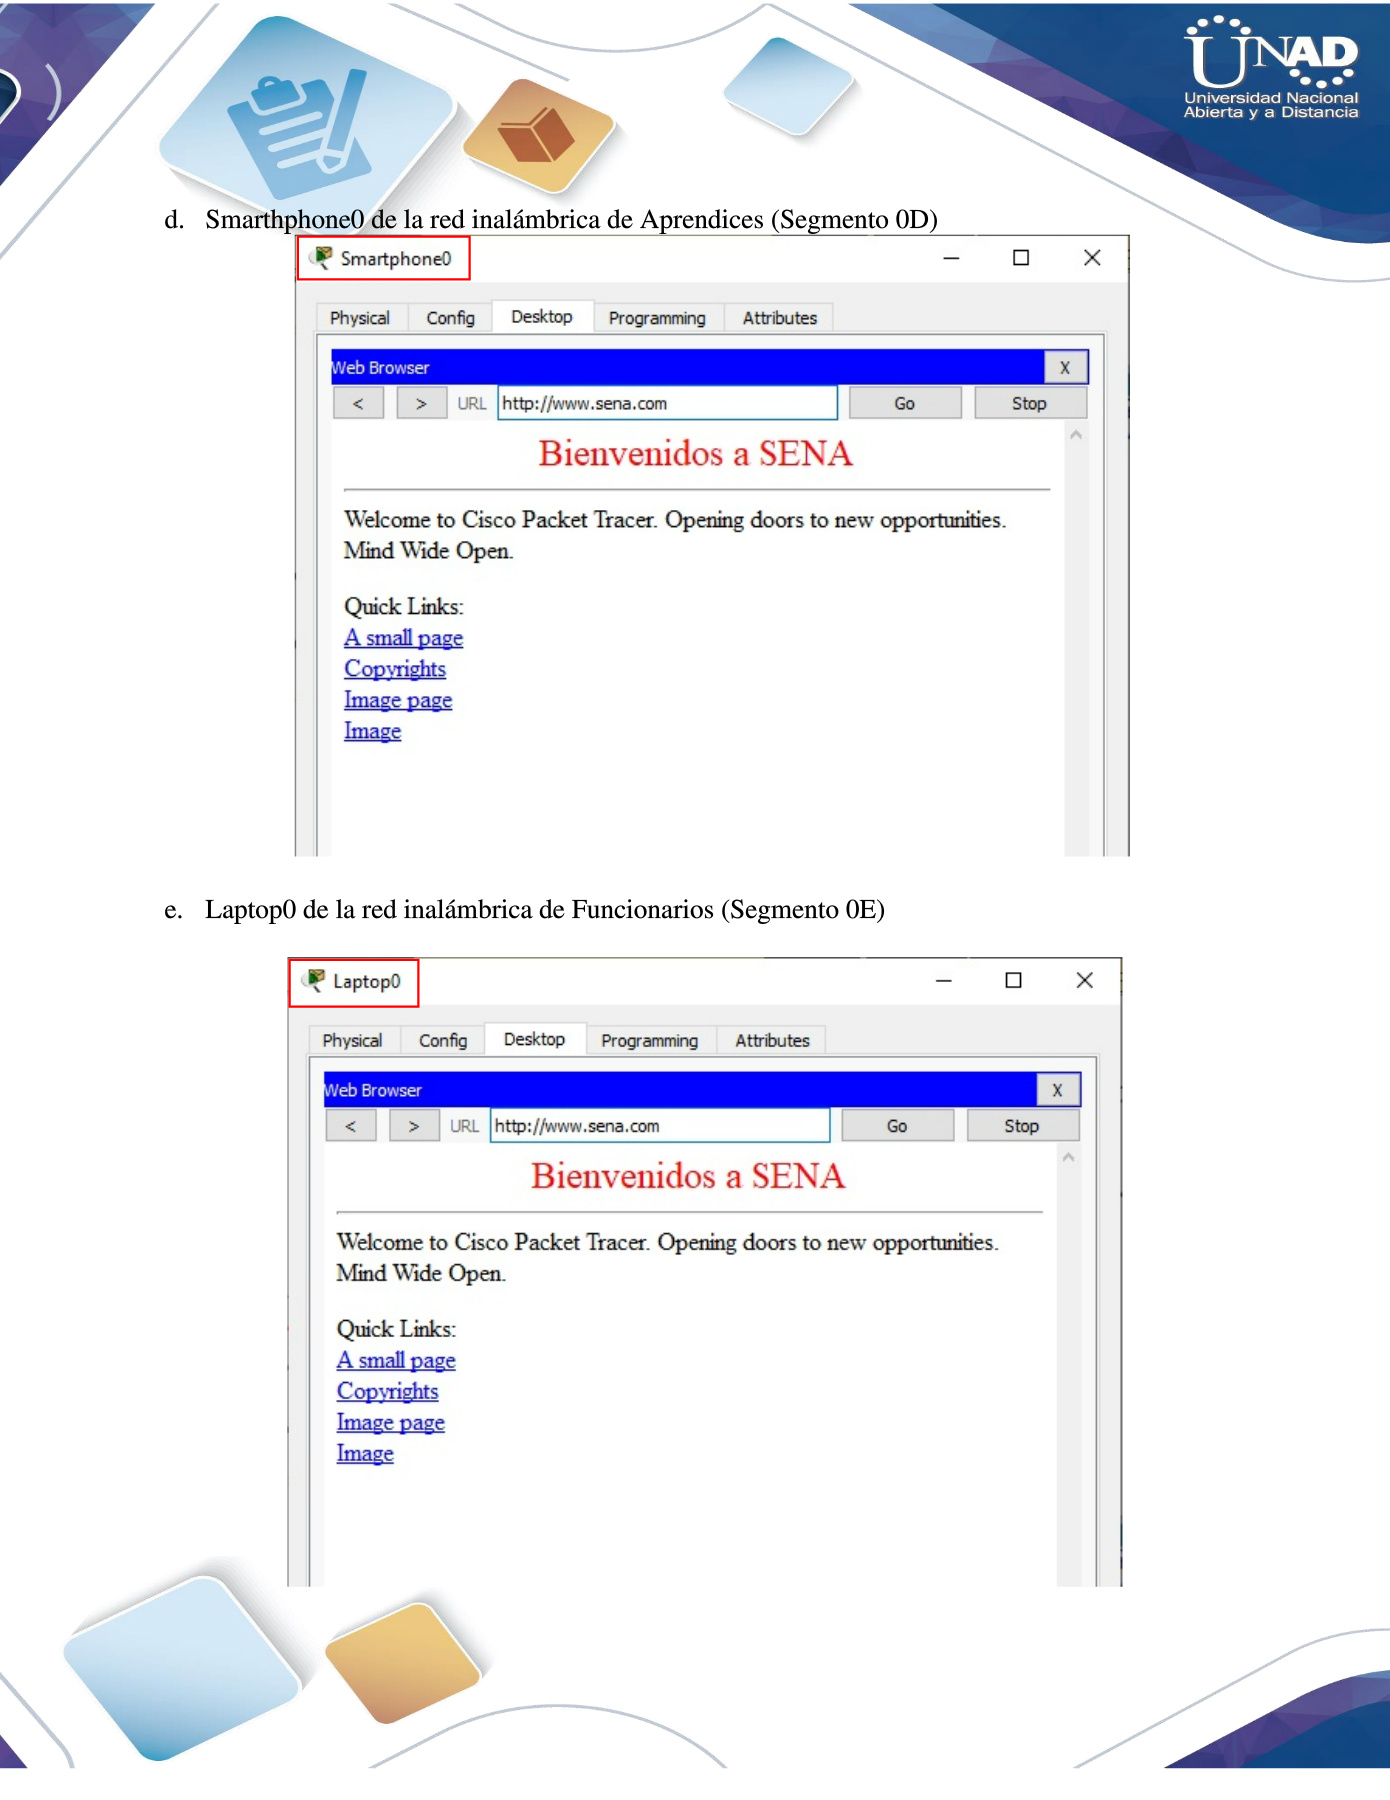 UNAD
Universidad Nacional
Abierta y a Distancia
d. Smarthphone0 de la red inalámbrica de Aprendices (Segmento 0D)
Smartphone0
Physical Config Desktop Programming Attributes
Web Browser X
< > URL http://www.sena.com Go Stop
Bienvenidos a SENA
Welcome to Cisco Packet Tracer. Opening doors to new opportunities.
Mind Wide Open.
Quick Links:
A small page
Copyrights
Image page
Image
e. Laptop0 de la red inalámbrica de Funcionarios (Segmento 0E)
Laptop0
Physical Config Desktop Programming Attributes
Web Browser X
< > URL http://www.sena.com Go Stop
Bienvenidos a SENA
Welcome to Cisco Packet Tracer. Opening doors to new opportunities.
Mind Wide Open.
Quick Links:
A small page
Copyrights
Image page
Image